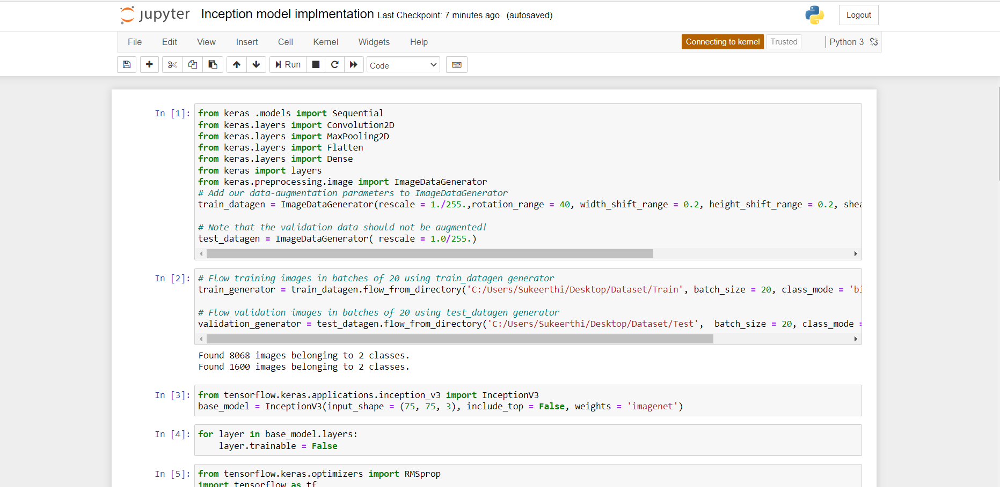 jupyter Inception model implmentation Last Checkpoint: 7 minutes ago (autosaved)
Logout
File Edit View Insert Cell Kernel Widgets Help
Connecting to kernel Trusted Python 3
Run Code
In [1]:
from keras .models import Sequential
from keras.layers import Convolution2D
from keras.layers import MaxPooling2D
from keras.layers import Flatten
from keras.layers import Dense
from keras import layers
from keras.preprocessing.image import ImageDataGenerator
# Add our data-augmentation parameters to ImageDataGenerator
train_datagen = ImageDataGenerator(rescale = 1./255.,rotation_range = 40, width_shift_range = 0.2, height_shift_range = 0.2, shea
# Note that the validation data should not be augmented!
test_datagen = ImageDataGenerator( rescale = 1.0/255.)
In [2]:
# Flow training images in batches of 20 using train_datagen generator
train_generator = train_datagen.flow_from_directory('C:/Users/Sukeerthi/Desktop/Dataset/Train', batch_size = 20, class_mode = 'bi
# Flow validation images in batches of 20 using test_datagen generator
validation_generator = test_datagen.flow_from_directory('C:/Users/Sukeerthi/Desktop/Dataset/Test',  batch_size = 20, class_mode =
Found 8068 images belonging to 2 classes.
Found 1600 images belonging to 2 classes.
In [3]:
from tensorflow.keras.applications.inception_v3 import InceptionV3
base_model = InceptionV3(input_shape = (75, 75, 3), include_top = False, weights = 'imagenet')
In [4]:
for layer in base_model.layers:
    layer.trainable = False
In [5]:
from tensorflow.keras.optimizers import RMSprop
import tensorflow as tf